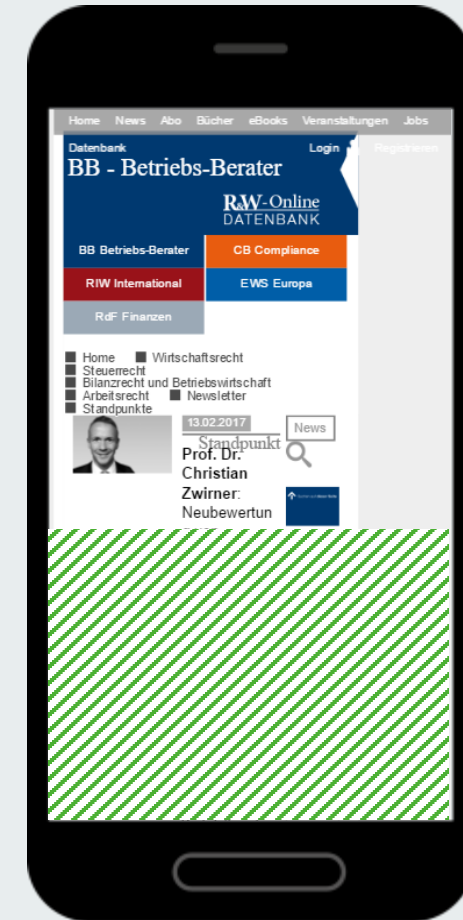 Home News Abo Bücher eBooks Veranstaltungen Jobs
Datenbank Login Registrieren
BB - Betriebs-Berater
R&W-Online
DATENBANK
BB Betriebs-Berater CB Compliance
RIW International EWS Europa
RdF Finanzen
Home Wirtschaftsrecht
Steuerrecht
Bilanzrecht und Betriebswirtschaft
Arbeitsrecht Newsletter
Standpunkte
13.02.2017 News
Standpunkt
Prof. Dr.
Christian
Zwirner:
Neubewertun